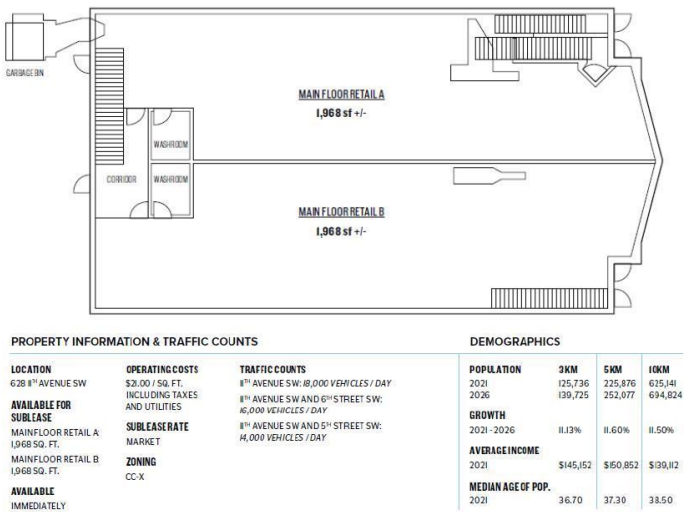 GARBAGE BIN
MAIN FLOOR RETAIL A
1,968 sf +/-
WASHROOM
CORRIDOR
WASHROOM
MAIN FLOOR RETAIL B
1,968 sf +/-
PROPERTY INFORMATION & TRAFFIC COUNTS
LOCATION
628 11TH AVENUE SW
AVAILABLE FOR
SUBLEASE
MAIN FLOOR RETAIL A:
1,968 SQ. FT.
MAIN FLOOR RETAIL B:
1,968 SQ. FT.
AVAILABLE
IMMEDIATELY
OPERATING COSTS
$21.00 / SQ. FT.
INCLUDING TAXES
AND UTILITIES
SUBLEASE RATE
MARKET
ZONING
CC-X
TRAFFIC COUNTS
11TH AVENUE SW: 18,000 VEHICLES / DAY
11TH AVENUE SW AND 6TH STREET SW:
16,000 VEHICLES / DAY
11TH AVENUE SW AND 5TH STREET SW:
14,000 VEHICLES / DAY
DEMOGRAPHICS
POPULATION 3KM 5KM 10KM
2021 125,736 225,876 625,141
2026 139,725 252,077 694,824
GROWTH
2021 - 2026 11.13% 11.60% 11.50%
AVERAGE INCOME
2021 $145,152 $150,852 $139,112
MEDIAN AGE OF POP.
2021 36.70 37.30 38.50